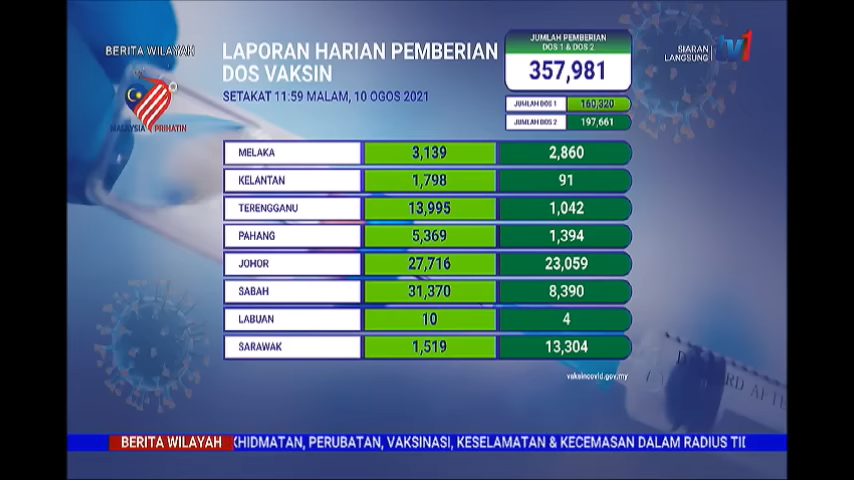 BERITA WILAYAH
MALAYSIA PRIHATIN
LAPORAN HARIAN PEMBERIAN
DOS VAKSIN
SETAKAT 11:59 MALAM, 10 OGOS 2021
JUMLAH PEMBERIAN
DOS 1 & DOS 2
357,981
JUMLAH DOS 1 160,320
JUMLAH DOS 2 197,661
SIARAN
LANGSUNG
tv1
MELAKA 3,139 2,860
KELANTAN 1,798 91
TERENGGANU 13,995 1,042
PAHANG 5,369 1,394
JOHOR 27,716 23,059
SABAH 31,370 8,390
LABUAN 10 4
SARAWAK 1,519 13,304
vaksincovid.gov.my
BERITA WILAYAH KHIDMATAN, PERUBATAN, VAKSINASI, KESELAMATAN & KECEMASAN DALAM RADIUS